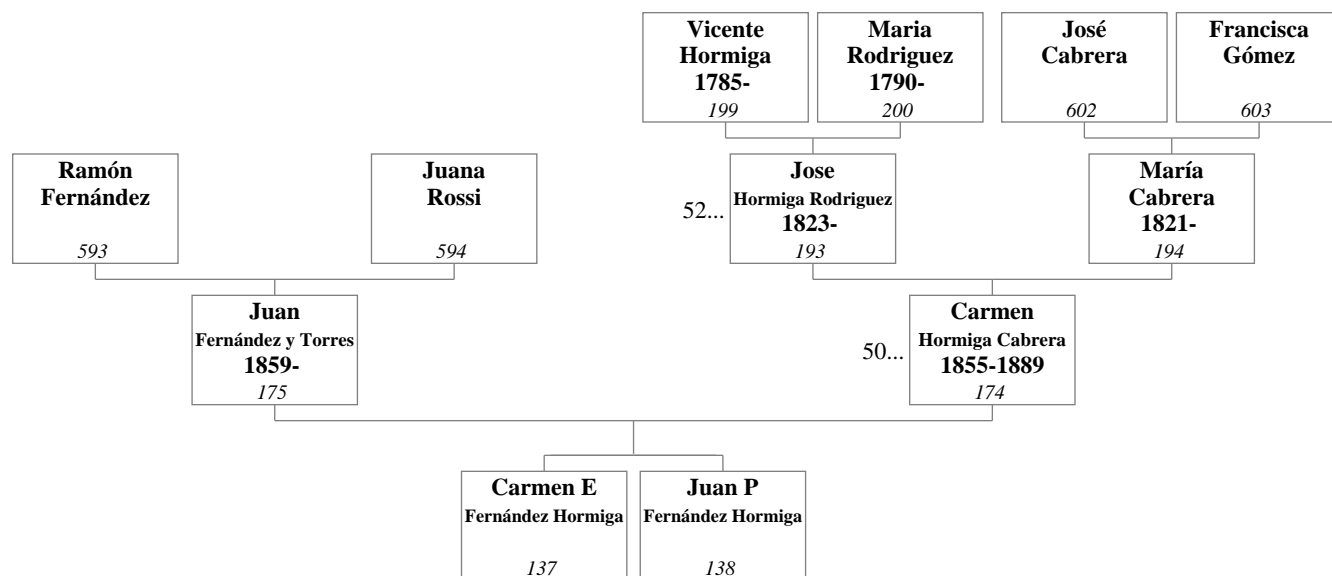 Vicente
Hormiga
1785-
199
Maria
Rodriguez
1790-
200
José
Cabrera
602
Francisca
Gómez
603
Ramón
Fernández
593
Juana
Rossi
594
52...
Jose
Hormiga Rodriguez
1823-
193
María
Cabrera
1821-
194
Juan
Fernández y Torres
1859-
175
50...
Carmen
Hormiga Cabrera
1855-1889
174
Carmen E
Fernández Hormiga
137
Juan P
Fernández Hormiga
138